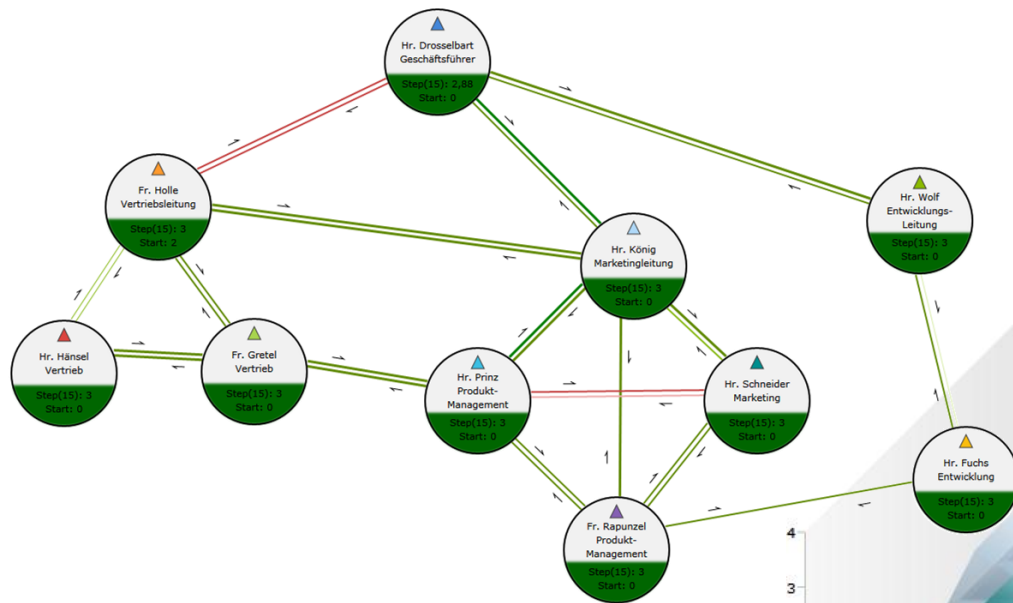 Hr. Drosselbart
Geschäftsführer
Step(15): 2,88
Start: 0
Fr. Holle
Vertriebsleitung
Step(15): 3
Start: 2
Hr. Wolf
Entwicklungs-
Leitung
Step(15): 3
Start: 0
Hr. König
Marketingleitung
Step(15): 3
Start: 0
Hr. Hänsel
Vertrieb
Step(15): 3
Start: 0
Fr. Gretel
Vertrieb
Step(15): 3
Start: 0
Hr. Prinz
Produkt-
Management
Step(15): 3
Start: 0
Hr. Schneider
Marketing
Step(15): 3
Start: 0
Hr. Fuchs
Entwicklung
Step(15): 3
Start: 0
Fr. Rapunzel
Produkt-
Management
Step(15): 3
Start: 0
4
3